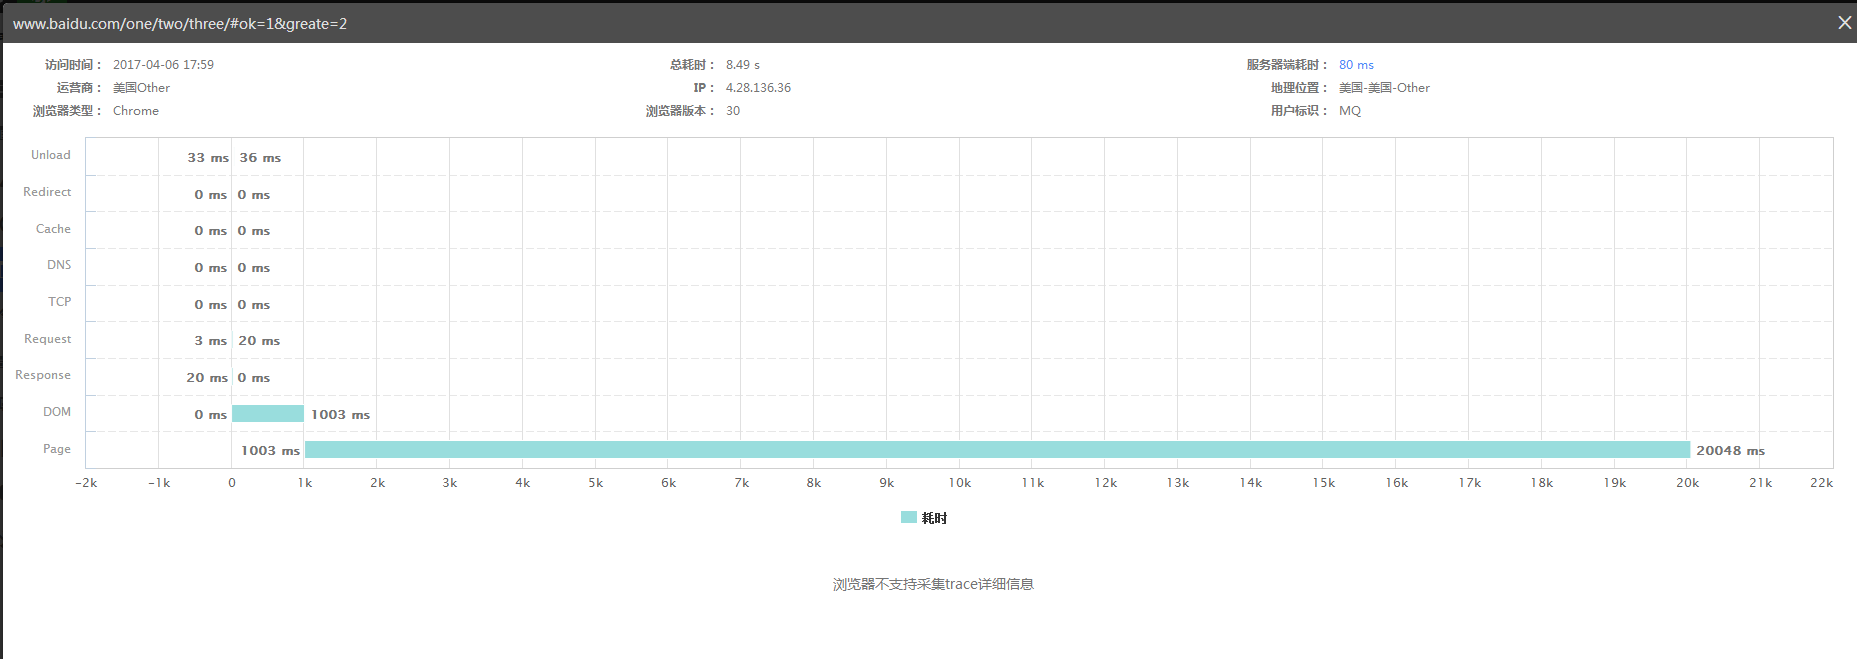 www.baidu.com/one/two/three/#ok=1&greate=2
访问时间： 2017-04-06 17:59 总耗时： 8.49 s 服务器端耗时： 80 ms
运营商： 美国Other IP： 4.28.136.36 地理位置： 美国-美国-Other
浏览器类型： Chrome 浏览器版本： 30 用户标识： MQ
Unload 33 ms 36 ms
Redirect 0 ms 0 ms
Cache 0 ms 0 ms
DNS 0 ms 0 ms
TCP 0 ms 0 ms
Request 3 ms 20 ms
Response 20 ms 0 ms
DOM 0 ms 1003 ms
Page 1003 ms 20048 ms
-2k -1k 0 1k 2k 3k 4k 5k 6k 7k 8k 9k 10k 11k 12k 13k 14k 15k 16k 17k 18k 19k 20k 21k 22k
耗时
浏览器不支持采集trace详细信息